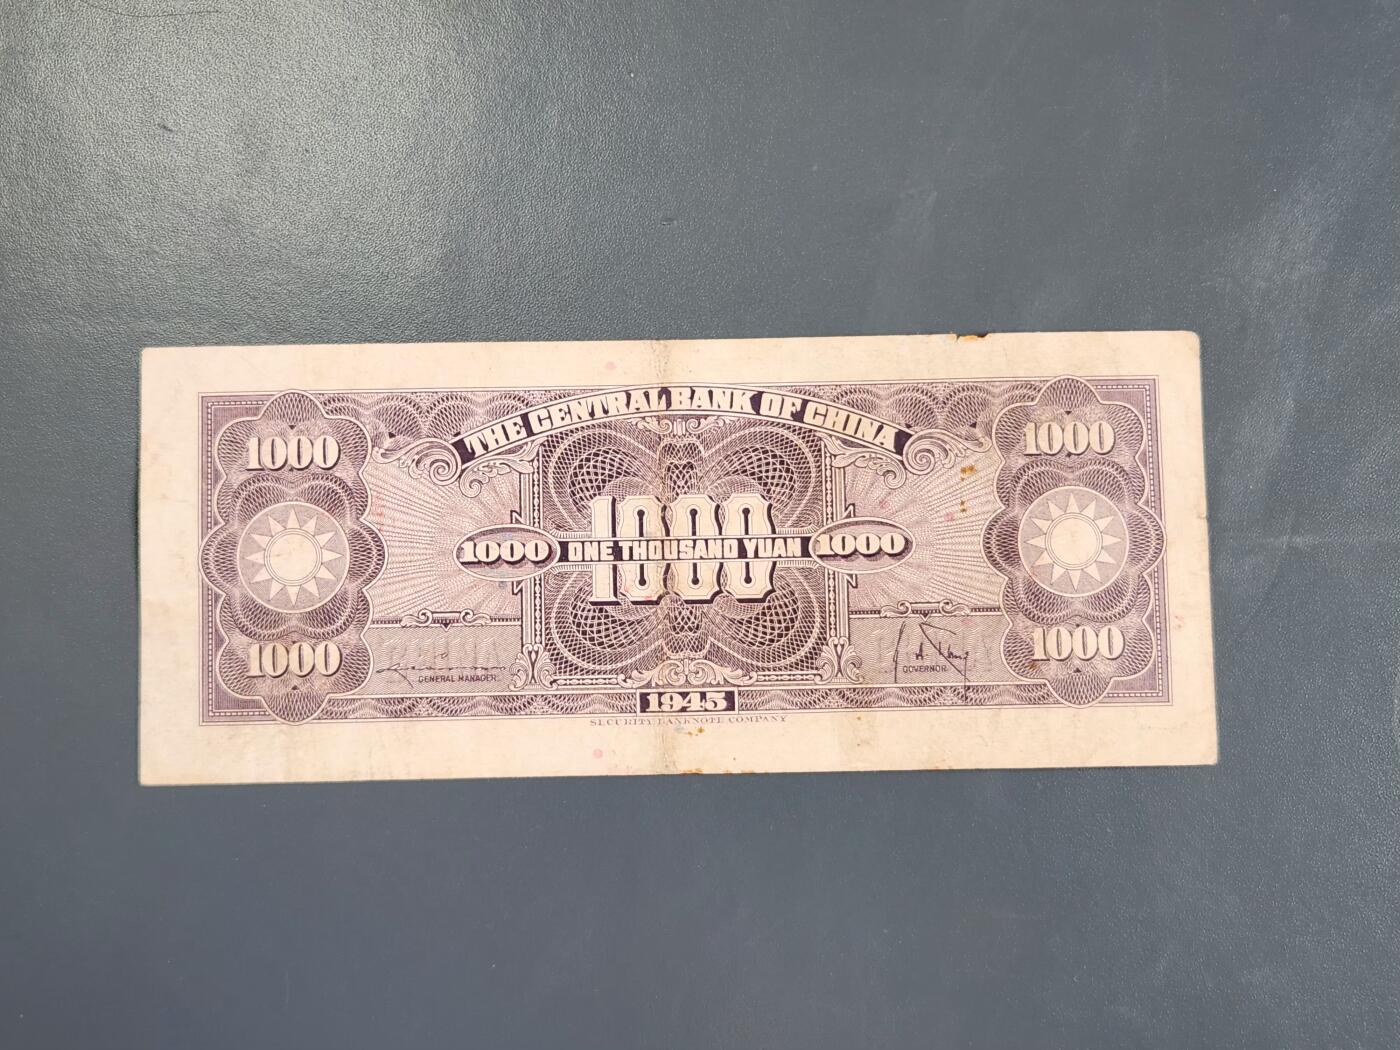 THE CENTRAL BANK OF CHINA
1000 1000
1000
1000 ONE THOUSAND YUAN 1000
1000 1000
GENERAL MANAGER. GOVERNOR.
1945
SECURITY BANKNOTE COMPANY